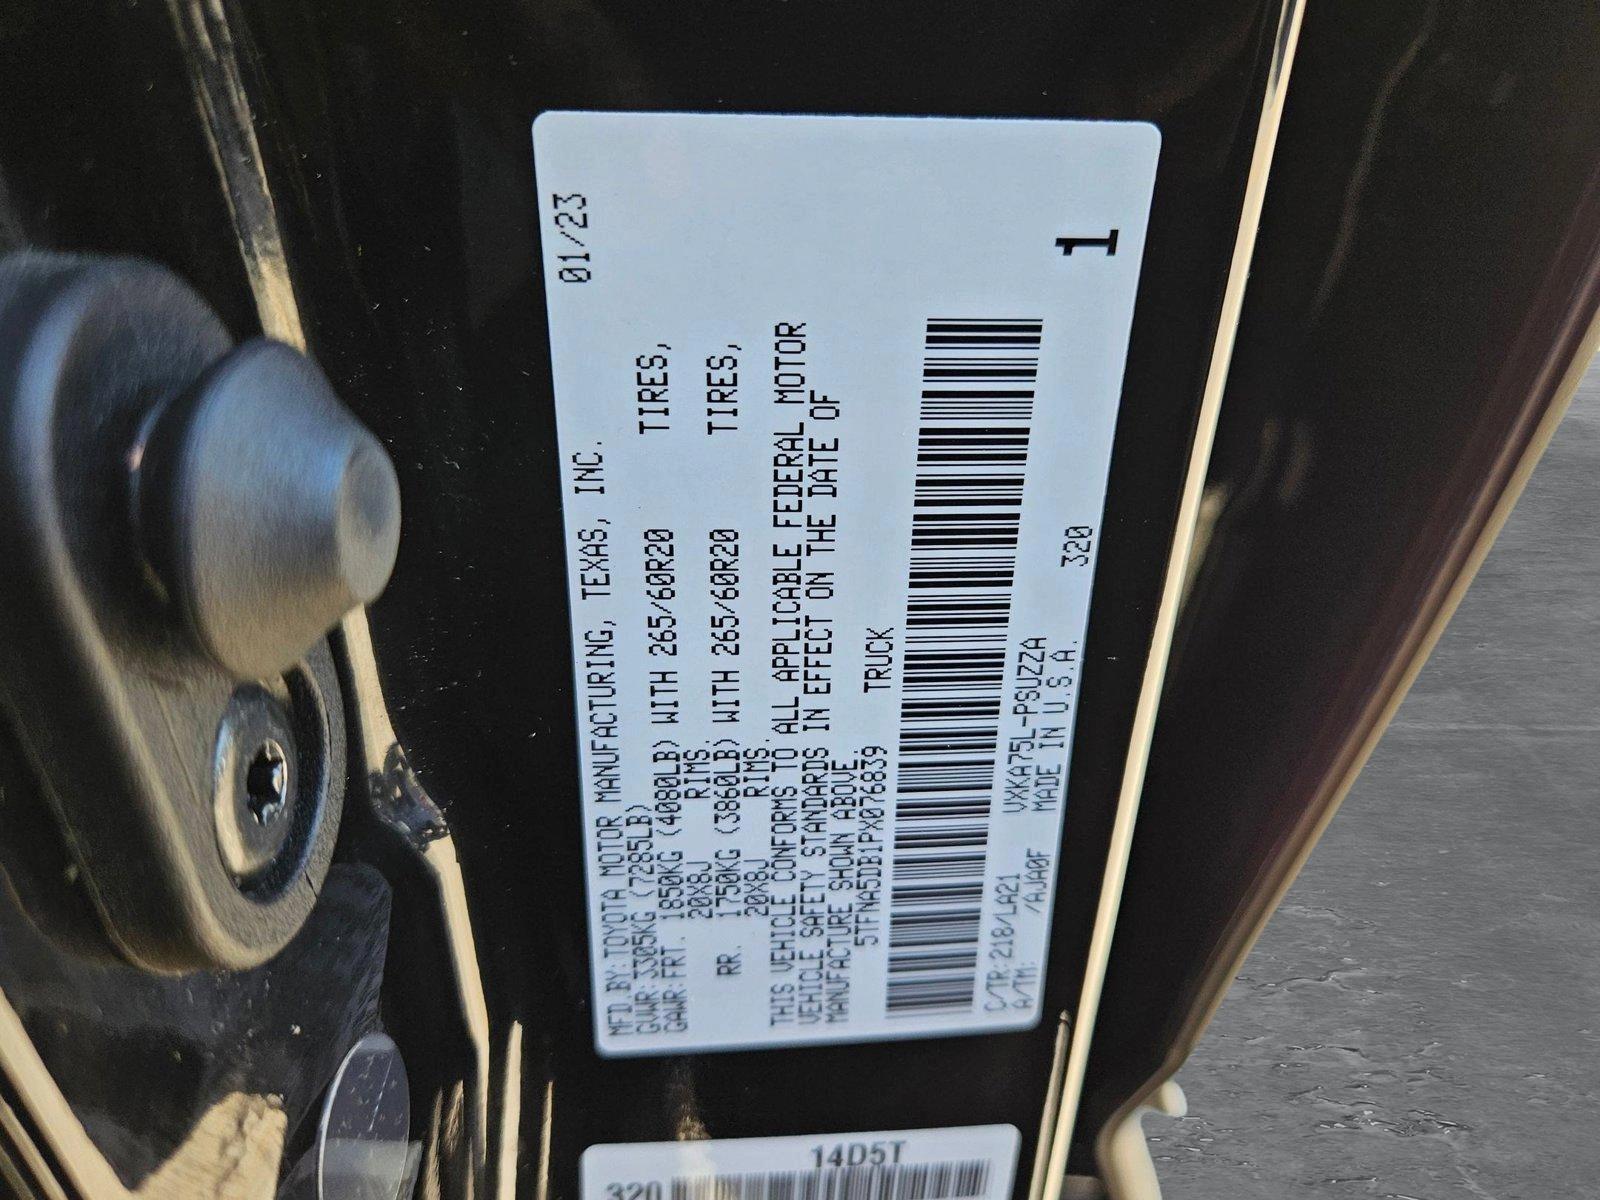 MFD.BY: TOYOTA MOTOR MANUFACTURING, TEXAS, INC. 01/23
GVWR: 3305KG (7285LB)
GAWR: FRT. 1850KG (4080LB) WITH 265/60R20 TIRES,
20X8J RIMS.
RR. 1750KG (3860LB) WITH 265/60R20 TIRES,
20X8J RIMS.
THIS VEHICLE CONFORMS TO ALL APPLICABLE FEDERAL MOTOR
VEHICLE SAFETY STANDARDS IN EFFECT ON THE DATE OF
MANUFACTURE SHOWN ABOVE.
5TFNA5DB1PX076839 TRUCK
C/TR: 218/LA21 VXKA75L-PSUZZA
A/TM: /AJA0F MADE IN U.S.A. 320
1
14D5T
320